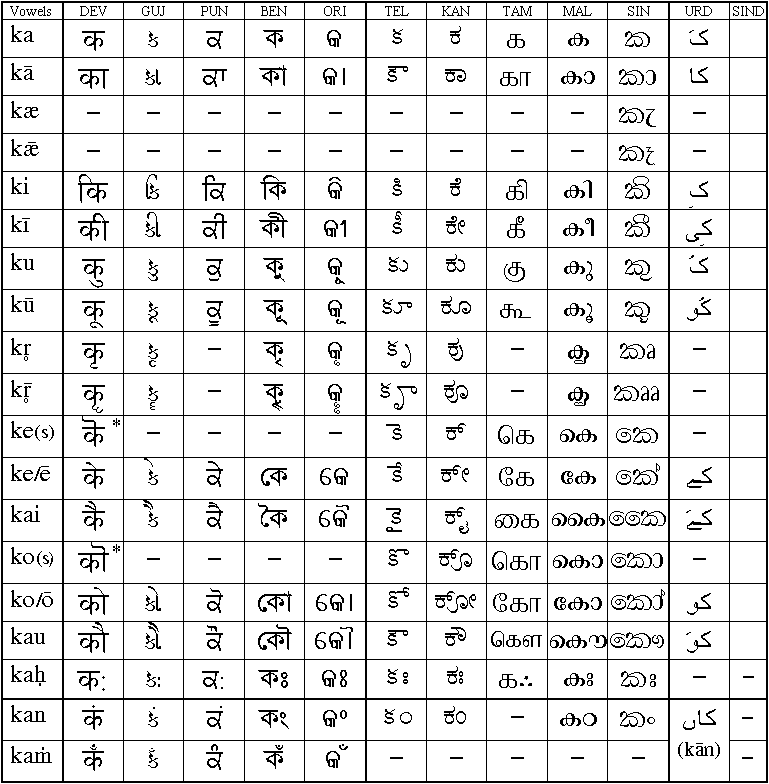 Vowels DEV GUJ PUN BEN ORI TEL KAN TAM MAL SIN URD SIND
ka क ક ਕ ক କ క ಕ க ക ක کَ
kā का કા ਕਾ কা କା కా ಕಾ கா കാ කා کا
kæ – – – – – – – – – කැ –
kǣ – – – – – – – – – කෑ –
ki कि કિ ਕਿ কি କି కి ಕಿ கி കി කි کِ
kī की કી ਕੀ কী କୀ కీ ಕೀ கீ കീ කී کی
ku कु કુ ਕੁ কু କୁ కు ಕು கு കു කු کُ
kū कू કૂ ਕੂ কূ କୂ కూ ಕೂ கூ കൂ කූ کُو
kr̥ कृ કૃ – কৃ କୃ కృ ಕೃ – കൃ කෘ –
kr̥̄ कॄ કૄ – কৄ କୄ కౄ ಕೄ – കൄ කෲ –
ke(s) कॆ * – – – – కె ಕೆ கெ കെ කෙ –
ke/ē के કે ਕੇ কে କେ కే ಕೇ கே കേ කේ کے
kai कै કૈ ਕੈ কৈ କୈ కై ಕೈ கை കൈ කෛ کَے
ko(s) कॊ * – – – – కొ ಕೊ கொ കൊ කො –
ko/ō को કો ਕੋ কো କୋ కో ಕೋ கோ കോ කෝ کو
kau कौ કૌ ਕੌ কৌ କୌ కౌ ಕೌ கௌ കൌ කෞ کَو
kaḥ कः કઃ ਕਃ কঃ କଃ కః ಕಃ கஃ കഃ කඃ – –
kan कं કં ਕਂ কং କଂ కం ಕಂ – കം කං کاں –
kaṁ कँ કઁ ਕੰ কঁ କଁ – – – – – (kān) –